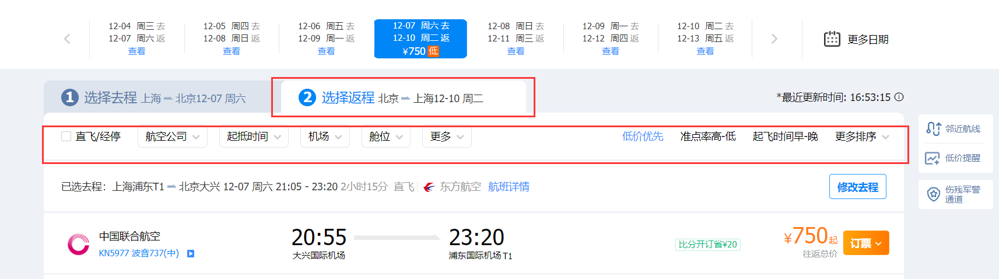 12-04 周三 去
12-07 周六 返
查看
12-05 周四 去
12-08 周日 返
查看
12-06 周五 去
12-09 周一 返
查看
12-07 周六 去
12-10 周二 返
¥750 低
12-08 周日 去
12-11 周三 返
查看
12-09 周一 去
12-12 周四 返
查看
12-10 周二 去
12-13 周五 返
查看
更多日期
1 选择去程 上海 北京12-07 周六
2 选择返程 北京 上海12-10 周二
*最近更新时间: 16:53:15
直飞/经停 航空公司 起抵时间 机场 舱位 更多 低价优先 准点率高-低 起飞时间早-晚 更多排序
邻近航线
低价提醒
伤残军警
通道
已选去程： 上海浦东T1 北京大兴 12-07 周六 21:05 - 23:20 2小时15分 直飞 东方航空 航班详情 修改去程
中国联合航空
KN5977 波音737(中)
20:55
大兴国际机场
23:20
浦东国际机场 T1
比分开订省¥20
¥750起
往返总价
订票